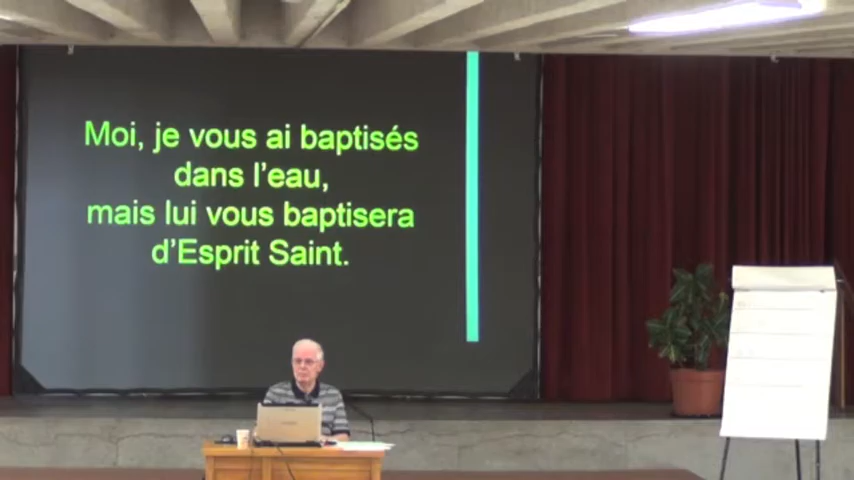 Moi, je vous ai baptisés
dans l'eau,
mais lui vous baptisera
d'Esprit Saint.